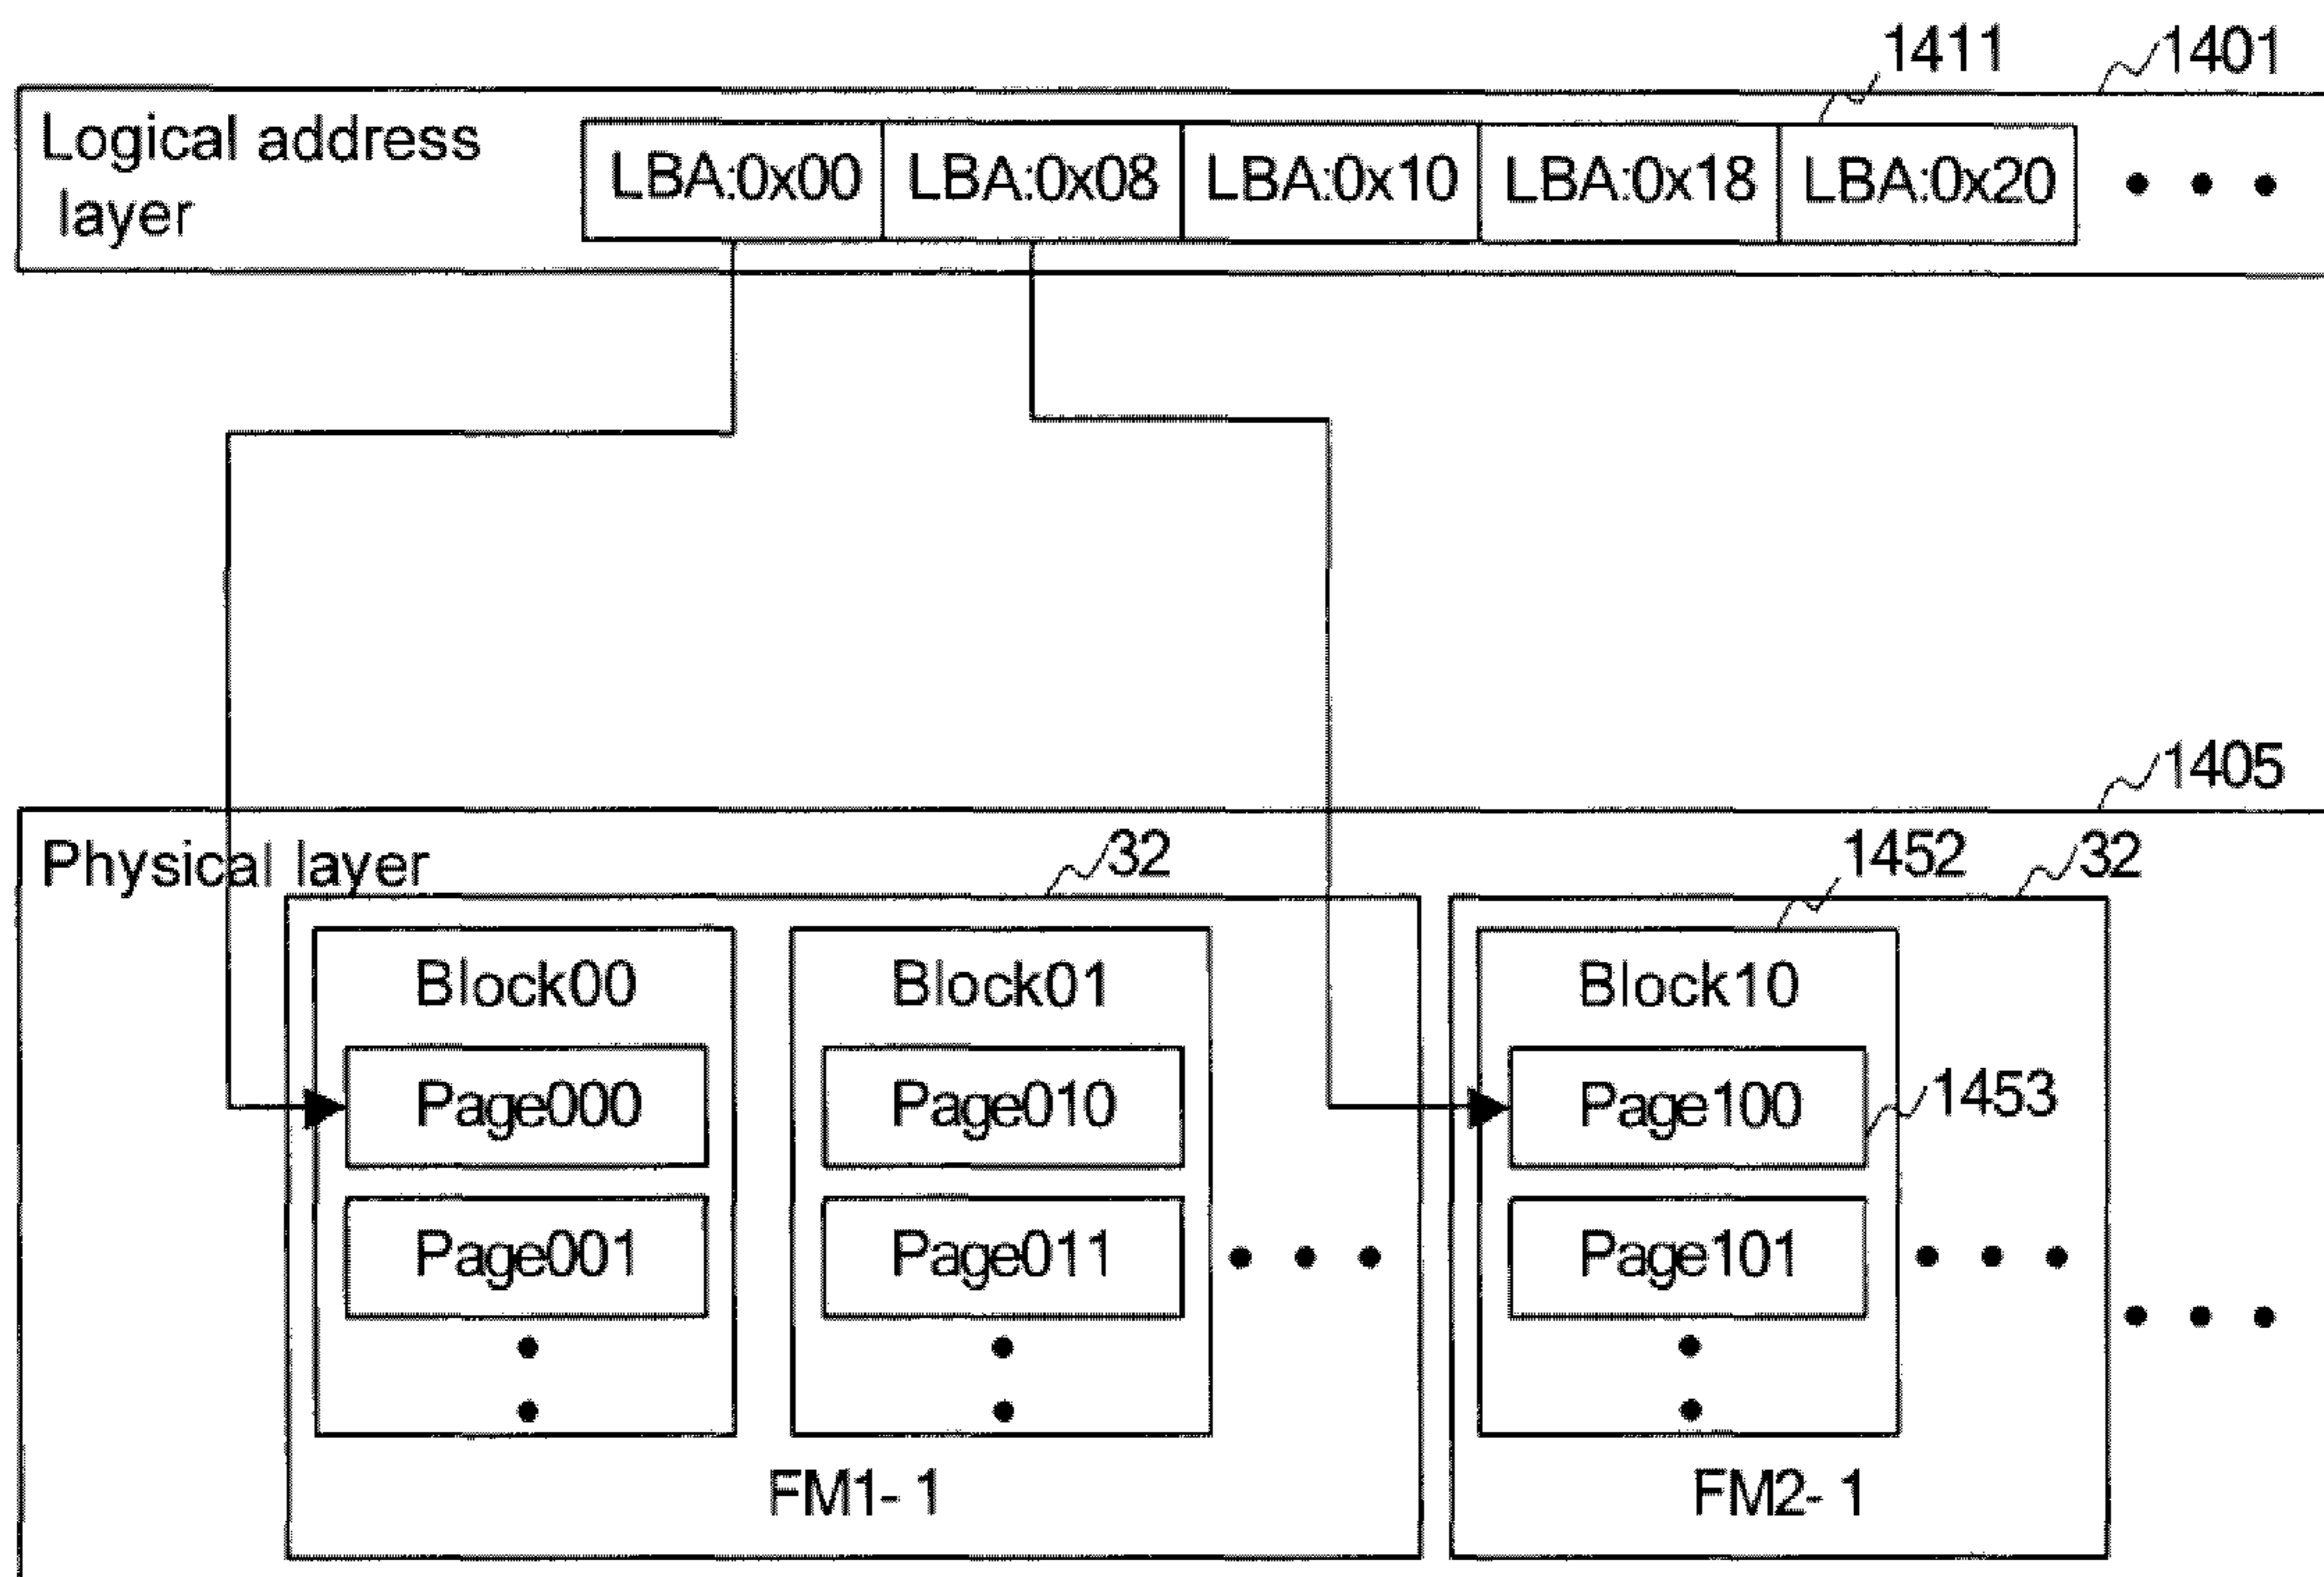 1411
1401
Logical address
layer
LBA:0x00
LBA:0x08
LBA:0x10
LBA:0x18
LBA:0x20
1405
Physical layer
32
1452
32
Block00
Block01
Block10
Page000
Page010
Page100
1453
Page001
Page011
Page101
FM1- 1
FM2- 1